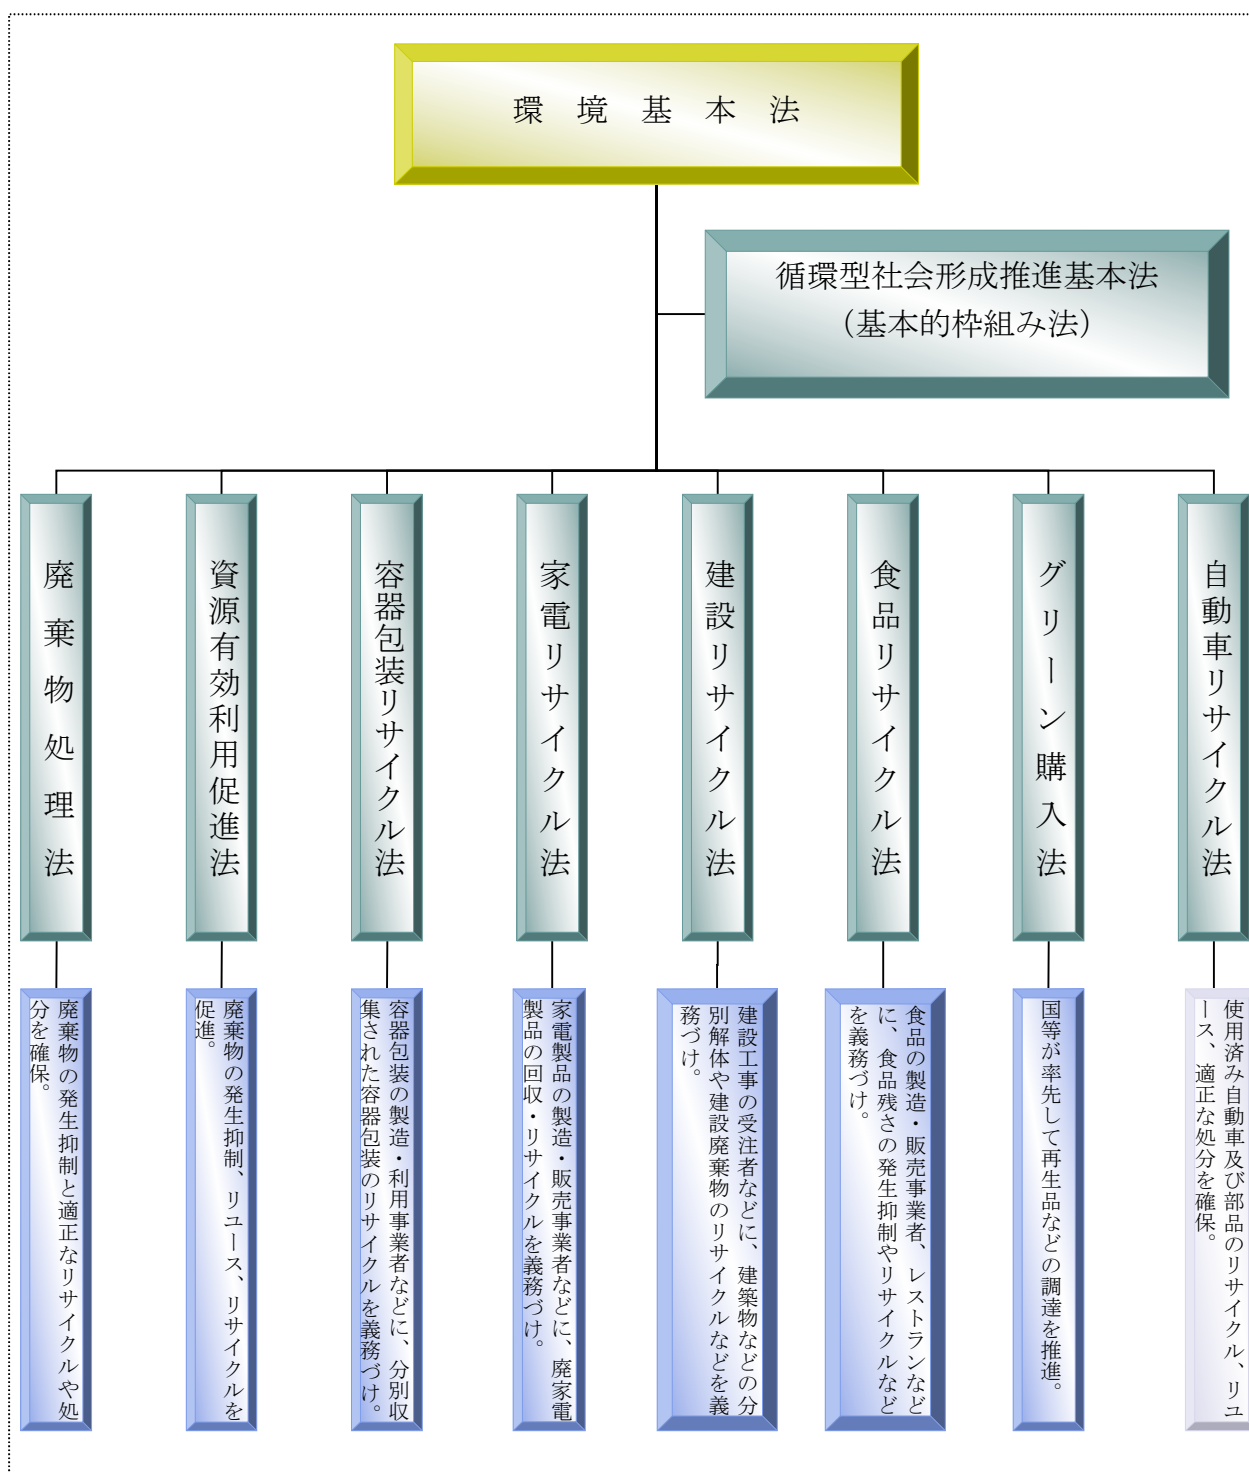 環境基本法
循環型社会形成推進基本法
（基本的枠組み法）
廃棄物処理法
資源有効利用促進法
容器包装リサイクル法
家電リサイクル法
建設リサイクル法
食品リサイクル法
グリーン購入法
自動車リサイクル法
廃棄物の発生抑制と適正なリサイクルや処
分を確保。
廃棄物の発生抑制、リユース、リサイクルを
促進。
容器包装の製造・利用事業者などに、分別収
集された容器包装のリサイクルを義務づけ。
家電製品の製造・販売事業者などに、廃家電
製品の回収・リサイクルを義務づけ。
建設工事の受注者などに、建築物などの分
別解体や建設廃棄物のリサイクルなどを義
務づけ。
食品の製造・販売事業者、レストランなど
に、食品残さの発生抑制やリサイクルなど
を義務づけ。
国等が率先して再生品などの調達を推進。
使用済み自動車及び部品のリサイクル、リユ
ース、適正な処分を確保。